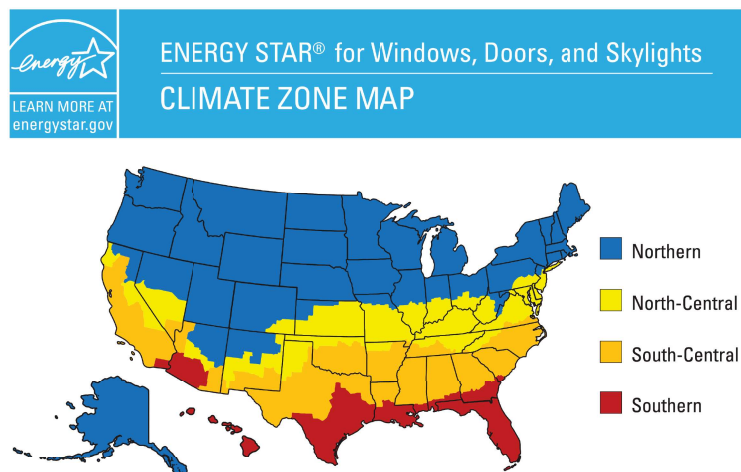 energy
LEARN MORE AT
energystar.gov
ENERGY STAR® for Windows, Doors, and Skylights
CLIMATE ZONE MAP
Northern
North-Central
South-Central
Southern